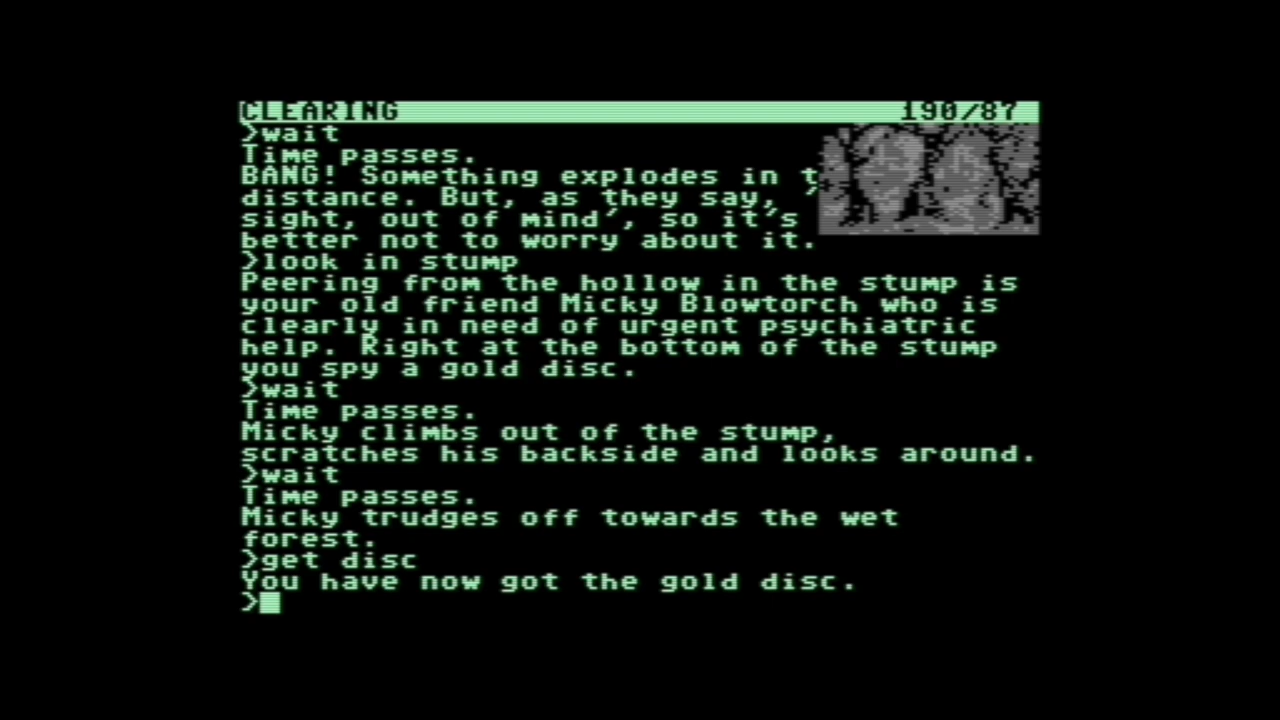 CLEARING 190/87
>wait
Time passes.
BANG! Something explodes in
distance. But, as they say,
sight, out of mind', so it's
better not to worry about it.
>look in stump
Peering from the hollow in the stump is
your old friend Micky Blowtorch who is
clearly in need of urgent psychiatric
help. Right at the bottom of the stump
you spy a gold disc.
>wait
Time passes.
Micky climbs out of the stump,
scratches his backside and looks around.
>wait
Time passes.
Micky trudges off towards the wet
forest.
>get disc
You have now got the gold disc.
>